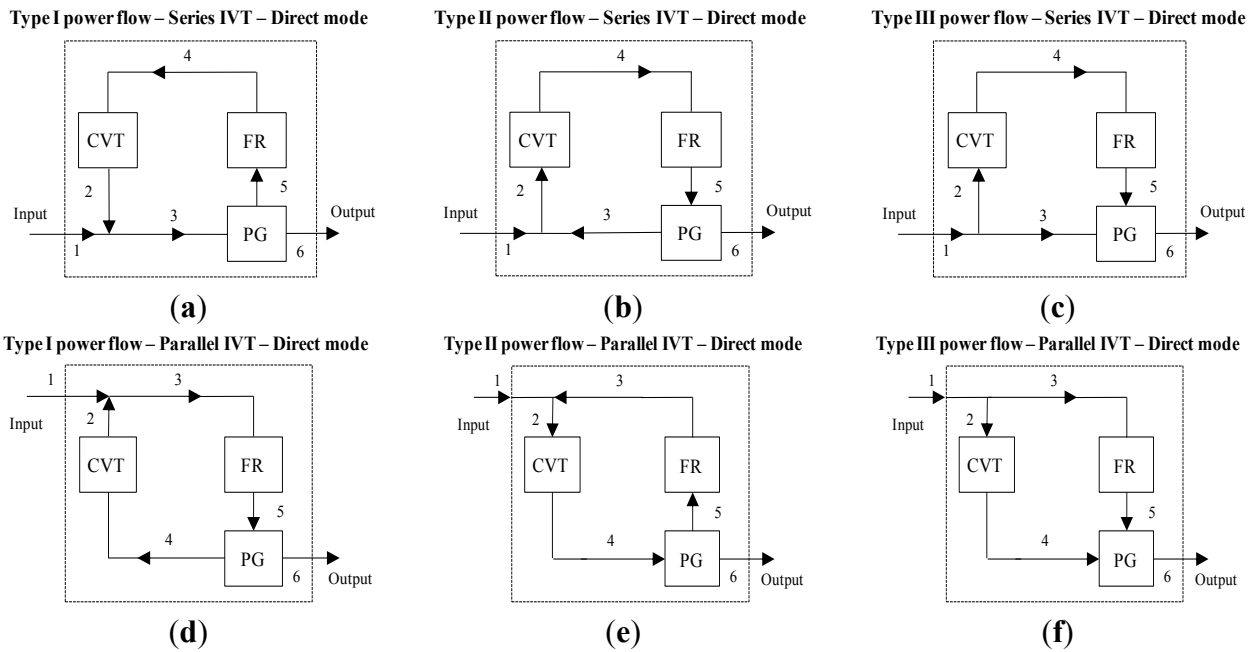 Type I power flow – Series IVT – Direct mode
4
CVT
FR
2
5
Input
3
Output
1
PG
6
(a)
Type II power flow – Series IVT – Direct mode
4
CVT
FR
2
5
Input
3
Output
1
PG
6
(b)
Type III power flow – Series IVT – Direct mode
4
CVT
FR
2
5
Input
3
Output
1
PG
6
(c)
Type I power flow – Parallel IVT – Direct mode
1
3
Input
2
CVT
FR
5
4
PG
6
Output
(d)
Type II power flow – Parallel IVT – Direct mode
1
3
Input
2
CVT
FR
5
4
PG
6
Output
(e)
Type III power flow – Parallel IVT – Direct mode
1
3
Input
2
CVT
FR
5
4
PG
6
Output
(f)